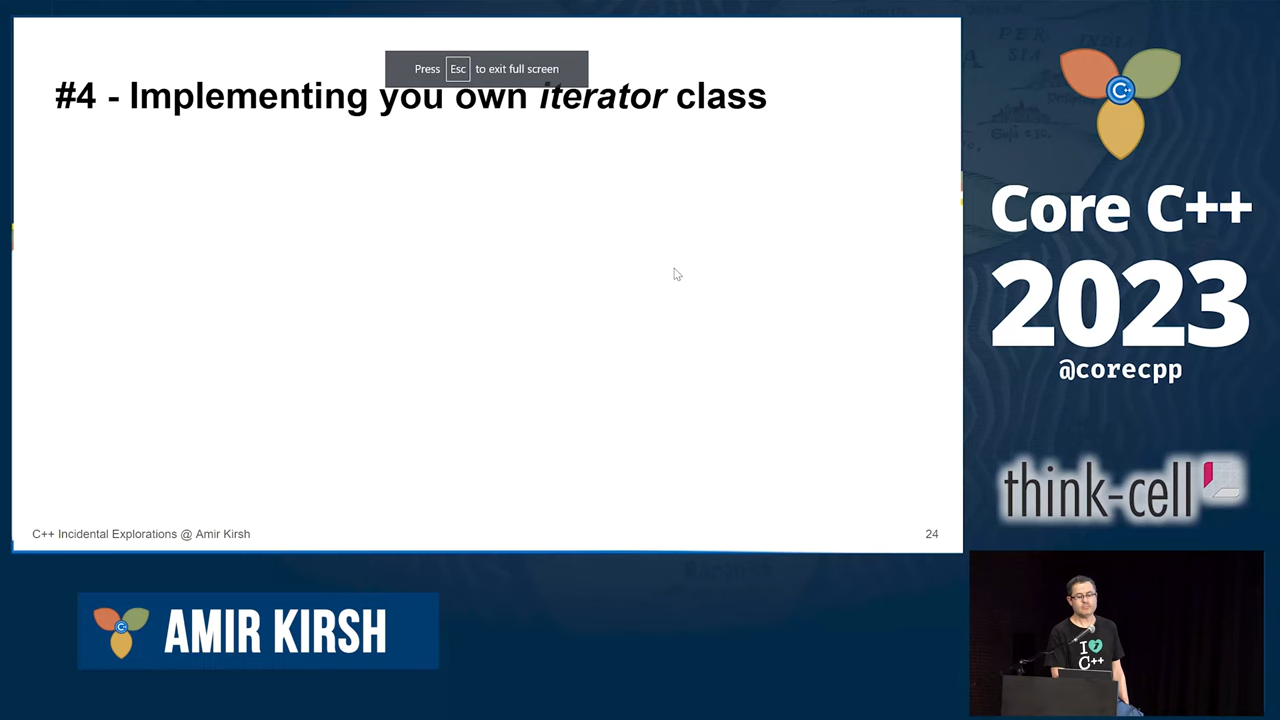 Press Esc to exit full screen
#4 - Implementing you own iterator class
C++ Incidental Explorations @ Amir Kirsh
24
C++
AMIR KIRSH
C++
Core C++
2023
@corecpp
think-cell
I
C++